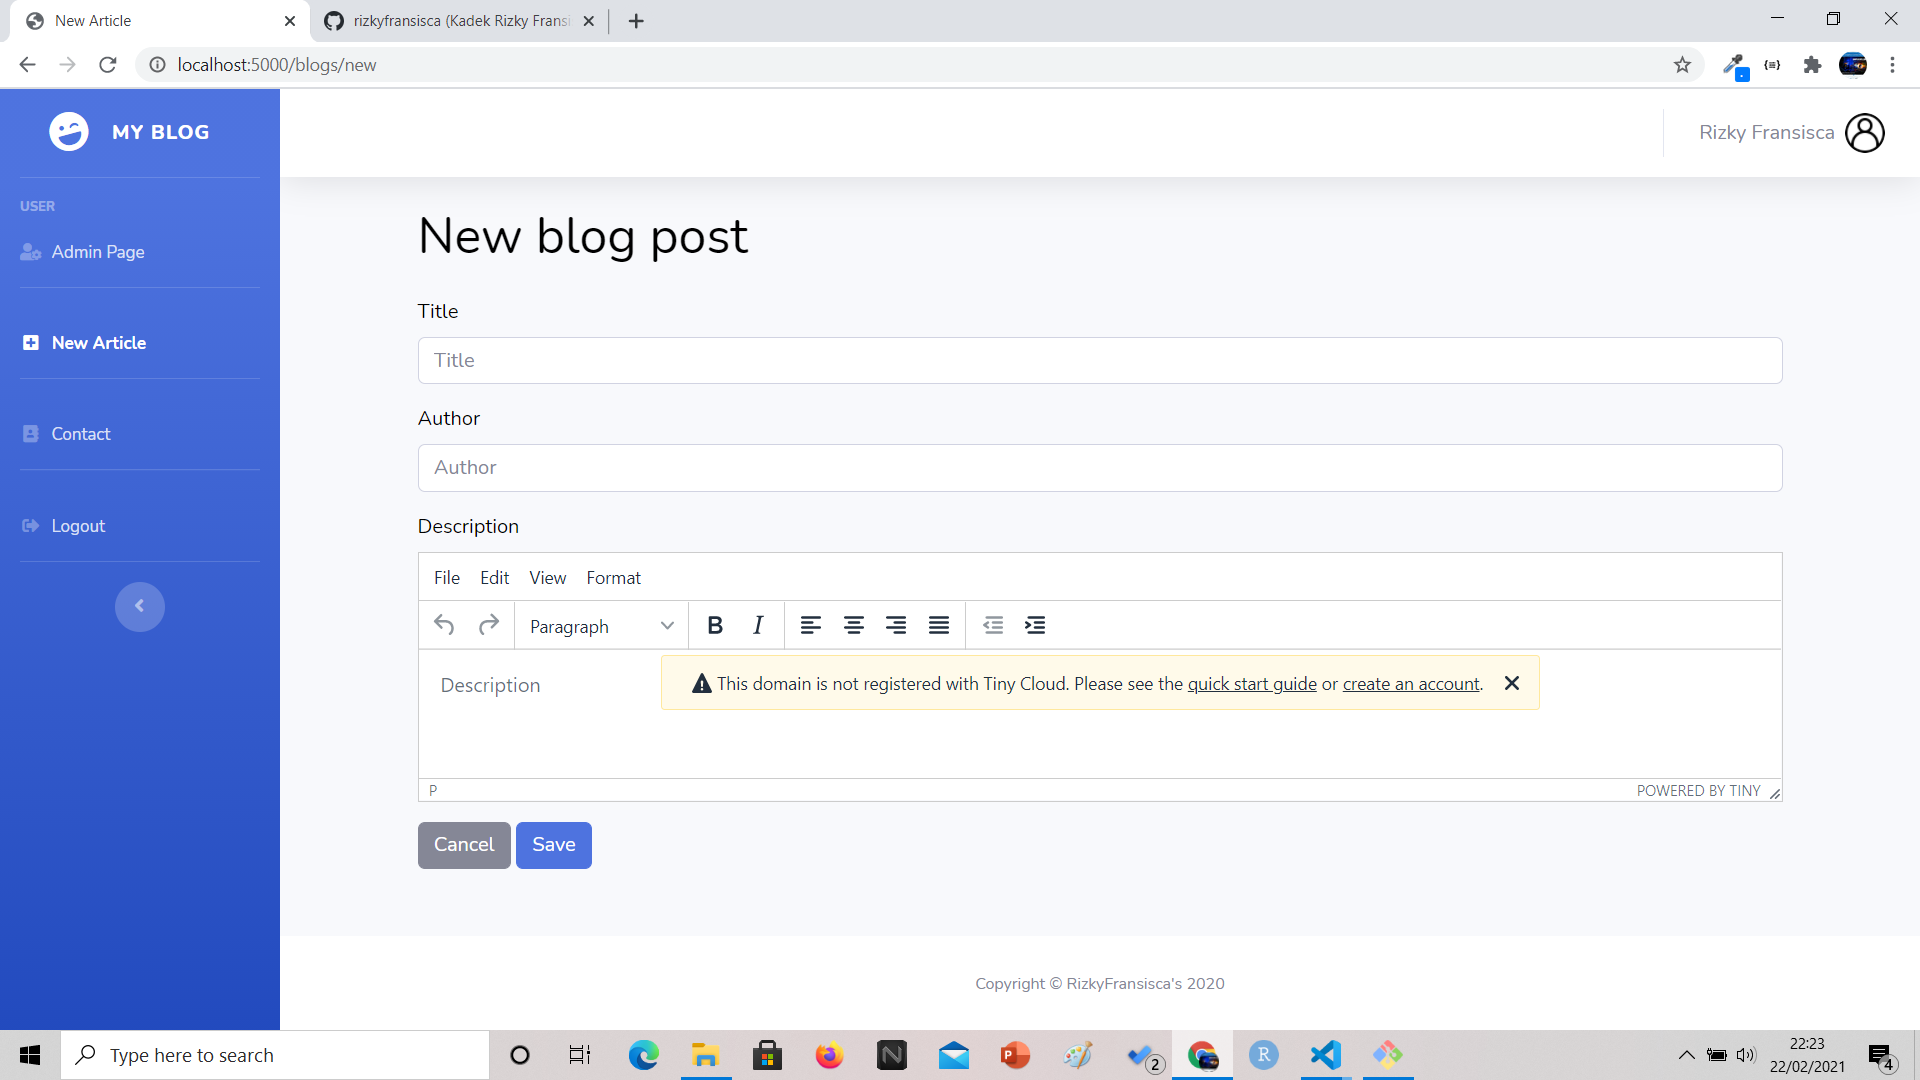 New Article
rizkyfransisca (Kadek Rizky Fransi
localhost:5000/blogs/new
MY BLOG
Rizky Fransisca
USER
Admin Page
New Article
Contact
Logout
New blog post
Title
Title
Author
Author
Description
File Edit View Format
Paragraph B I
Description
This domain is not registered with Tiny Cloud. Please see the quick start guide or create an account.
P
POWERED BY TINY
Cancel Save
Copyright © RizkyFransisca's 2020
Type here to search
N
P
2
R
22:23
22/02/2021
4